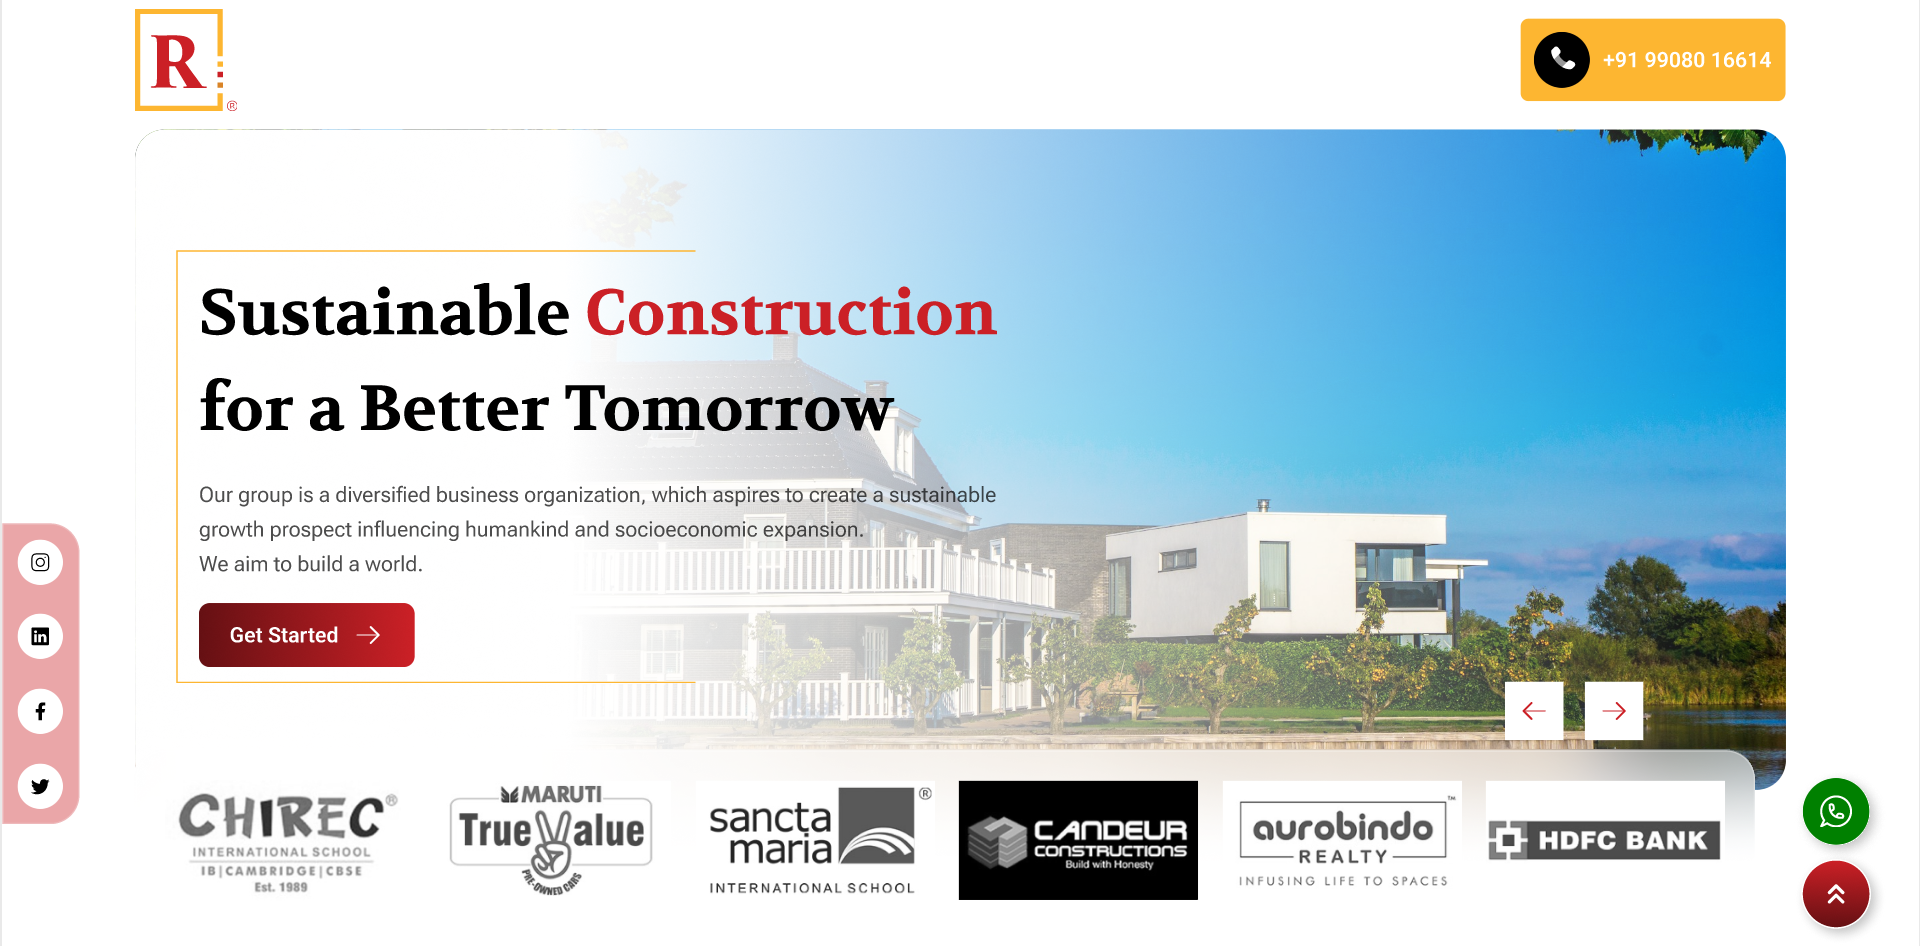 R
®
+91 99080 16614
Sustainable Construction
for a Better Tomorrow
Our group is a diversified business organization, which aspires to create a sustainable
growth prospect influencing humankind and socioeconomic expansion.
We aim to build a world.
Get Started
CHIREC®
INTERNATIONAL SCHOOL
IB|CAMBRIDGE|CBSE
Est. 1989
MARUTI
True Value
PRE-OWNED CARS
sancta
maria
®
INTERNATIONAL SCHOOL
CANDEUR
CONSTRUCTIONS
Build with Honesty
aurobindo
™
REALTY
INFUSING LIFE TO SPACES
HDFC BANK